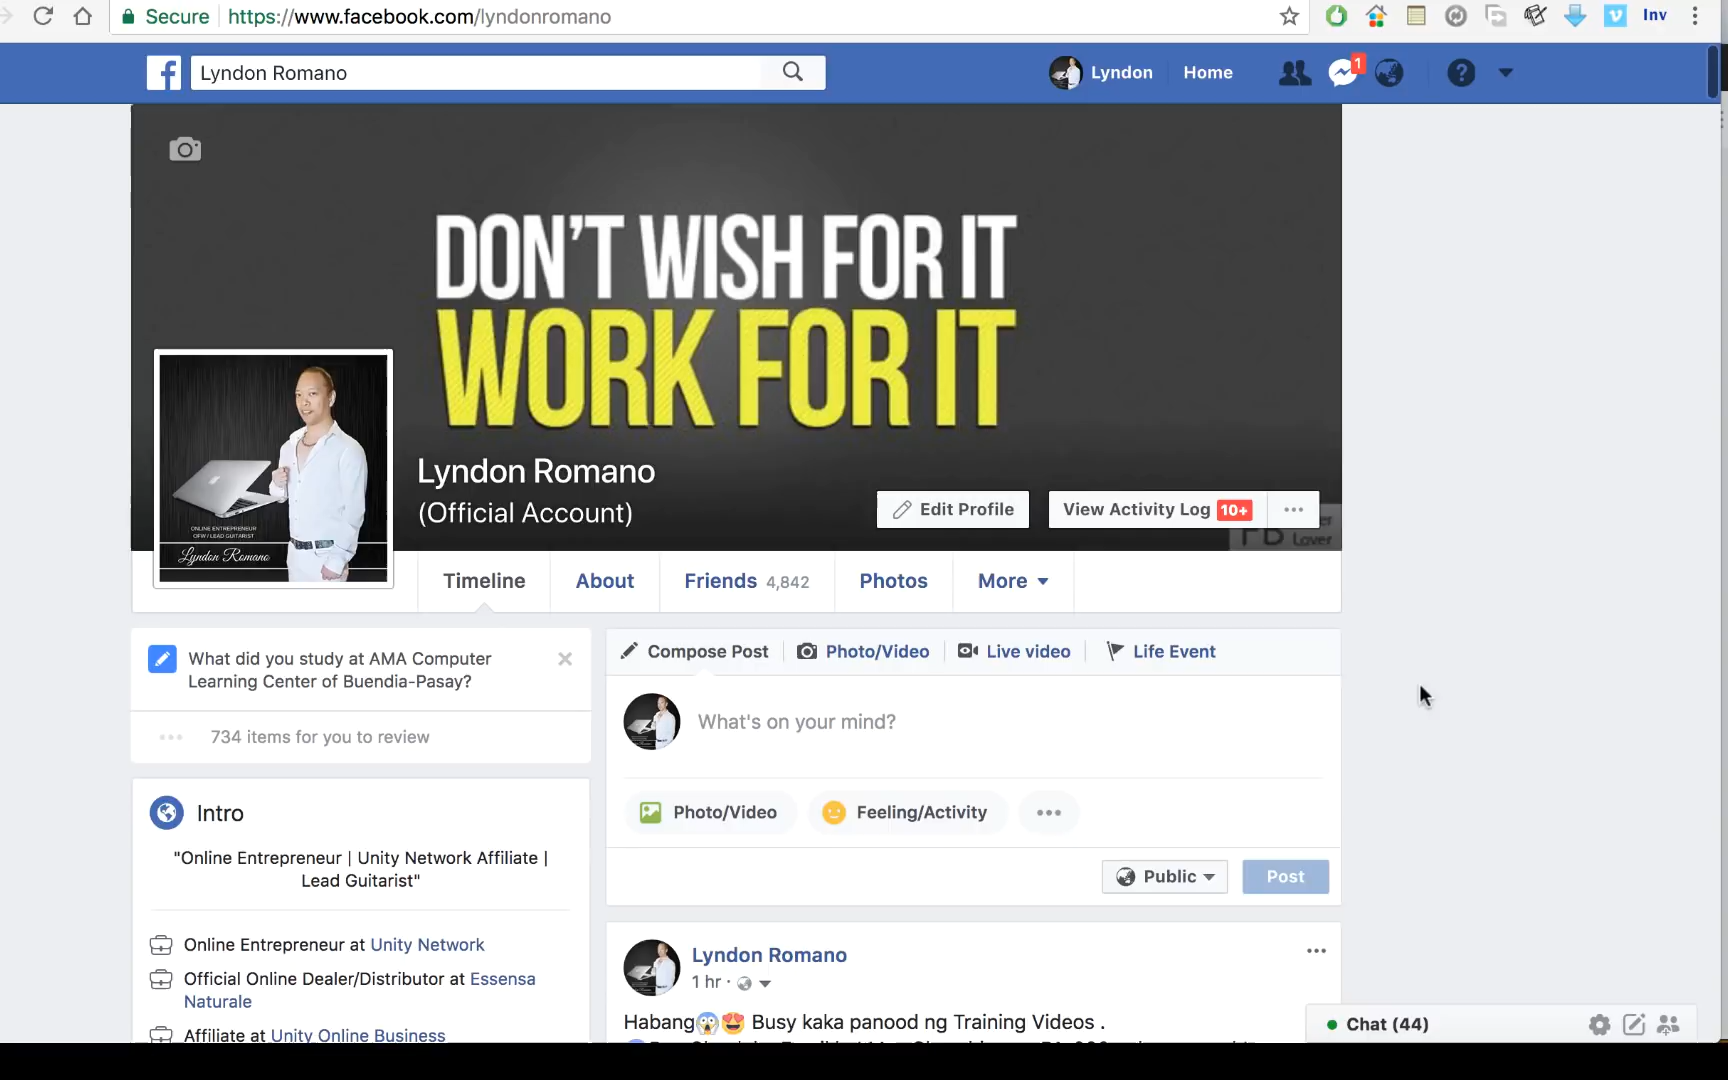 Secure https://www.facebook.com/lyndonromano
Inv
Lyndon Romano
Lyndon
Home
1
DON'T WISH FOR IT
WORK FOR IT
ONLINE ENTREPRENEUR
OFW / LEAD GUITARIST
Lyndon Romano
Lyndon Romano
(Official Account)
Edit Profile
View Activity Log 10+
Lover
Timeline
About
Friends 4,842
Photos
More
What did you study at AMA Computer
Learning Center of Buendia-Pasay?
734 items for you to review
Intro
"Online Entrepreneur | Unity Network Affiliate |
Lead Guitarist"
Online Entrepreneur at Unity Network
Official Online Dealer/Distributor at Essensa
Naturale
Affiliate at Unity Online Business
Compose Post
Photo/Video
Live video
Life Event
What's on your mind?
Photo/Video
Feeling/Activity
Public
Post
Lyndon Romano
1 hr
Habang😱😍 Busy kaka panood ng Training Videos .
Chat (44)